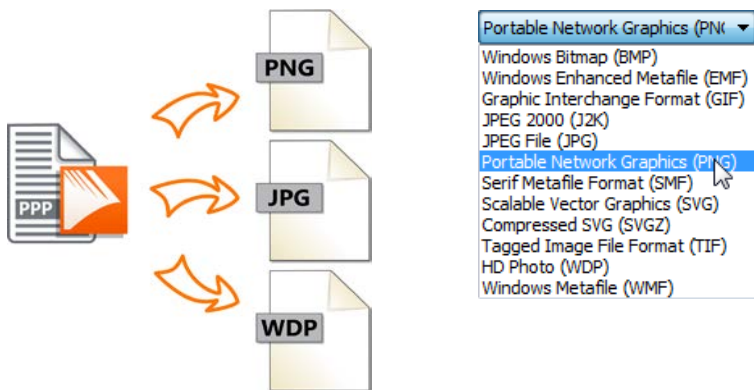 PPP
PNG
JPG
WDP
Portable Network Graphics (PN
Windows Bitmap (BMP)
Windows Enhanced Metafile (EMF)
Graphic Interchange Format (GIF)
JPEG 2000 (J2K)
JPEG File (JPG)
Portable Network Graphics (PNG)
Serif Metafile Format (SMF)
Scalable Vector Graphics (SVG)
Compressed SVG (SVGZ)
Tagged Image File Format (TIF)
HD Photo (WDP)
Windows Metafile (WMF)